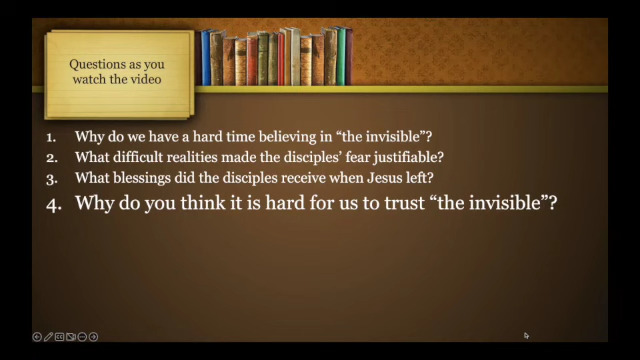 Questions as you
watch the video
1. Why do we have a hard time believing in “the invisible”?
2. What difficult realities made the disciples’ fear justifiable?
3. What blessings did the disciples receive when Jesus left?
4. Why do you think it is hard for us to trust “the invisible”?